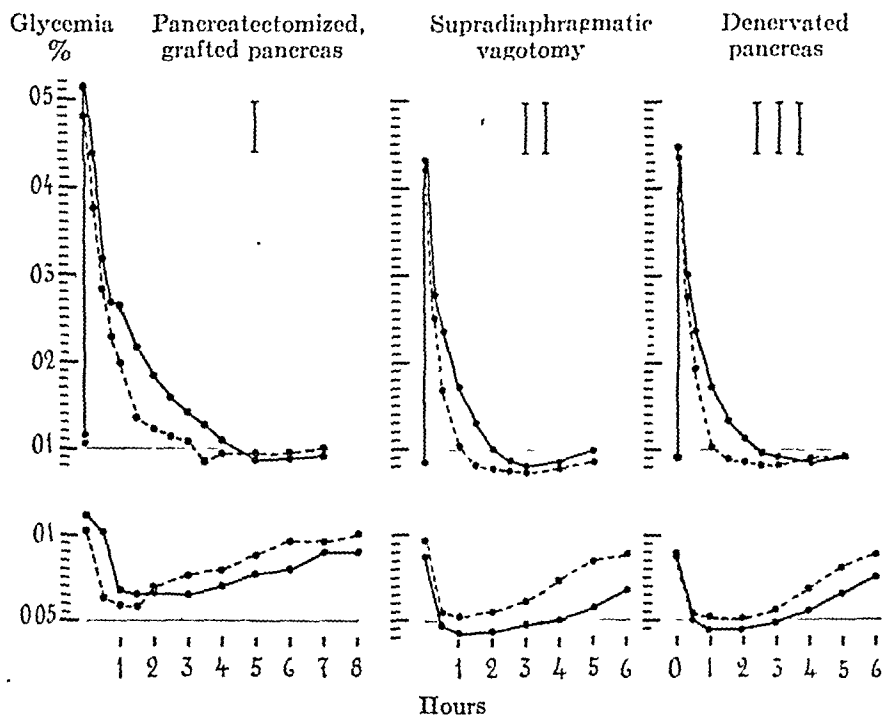 Glycemia Pancreatectomized, Supradiaphragmatic Denervated
% grafted pancreas vagotomy pancreas
I II III
05
04
03
02
01
01
005
1 2 3 4 5 6 7 8 1 2 3 4 5 6 0 1 2 3 4 5 6
Hours